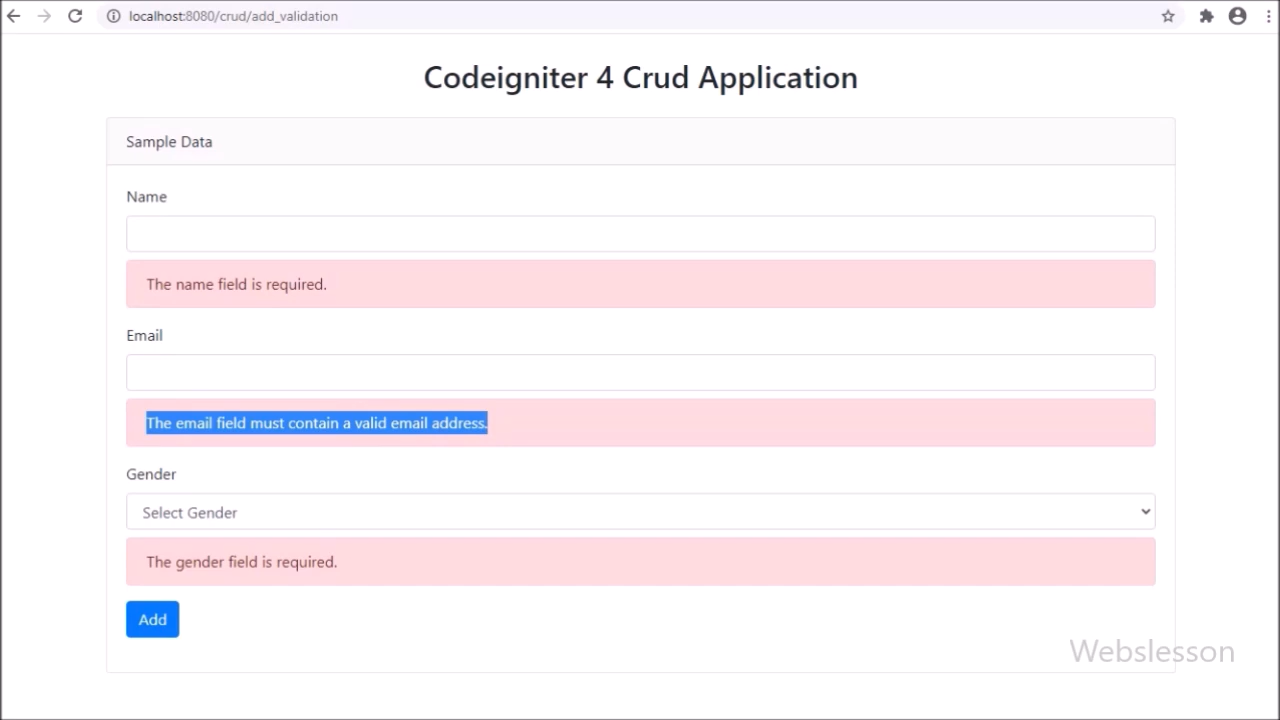 localhost:8080/crud/add_validation
Codeigniter 4 Crud Application
Sample Data
Name
The name field is required.
Email
The email field must contain a valid email address.
Gender
Select Gender
The gender field is required.
Add
Webslesson